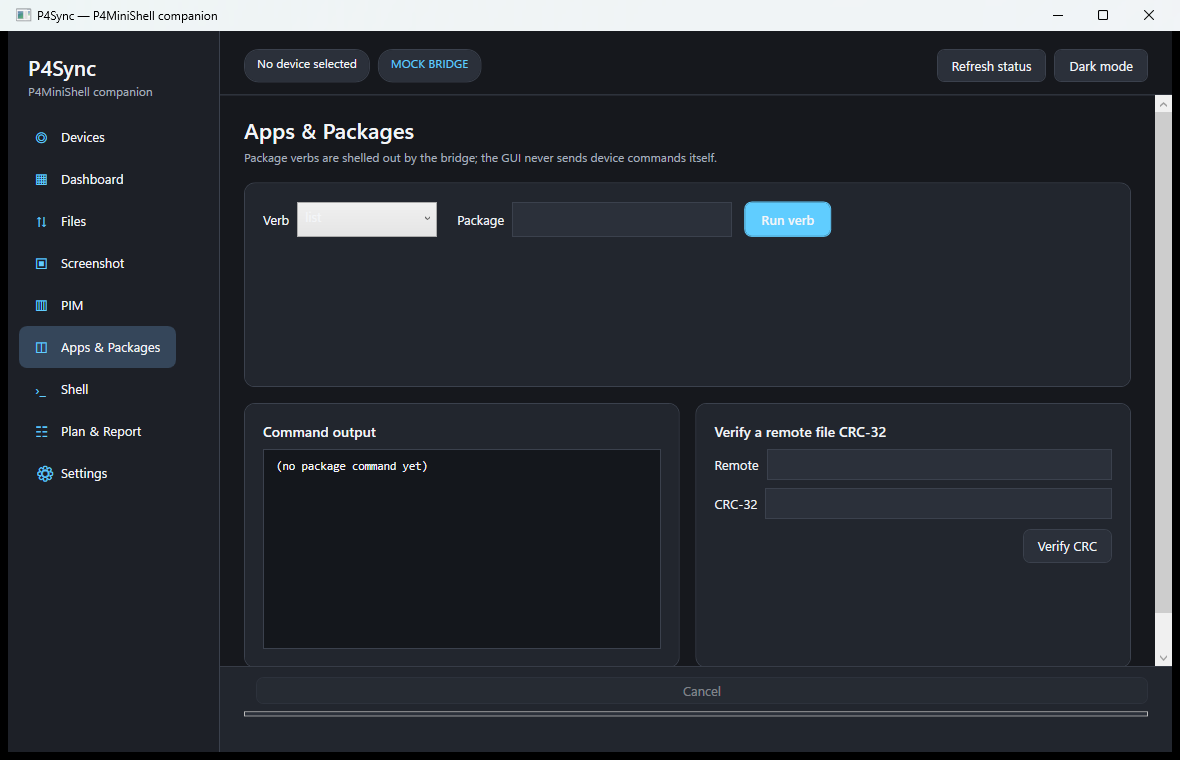 P4Sync — P4MiniShell companion
P4Sync
P4MiniShell companion
Devices
Dashboard
Files
Screenshot
PIM
Apps & Packages
Shell
Plan & Report
Settings
No device selected
MOCK BRIDGE
Refresh status
Dark mode
Apps & Packages
Package verbs are shelled out by the bridge; the GUI never sends device commands itself.
Verb
list
Package
Run verb
Command output
(no package command yet)
Verify a remote file CRC-32
Remote
CRC-32
Verify CRC
Cancel